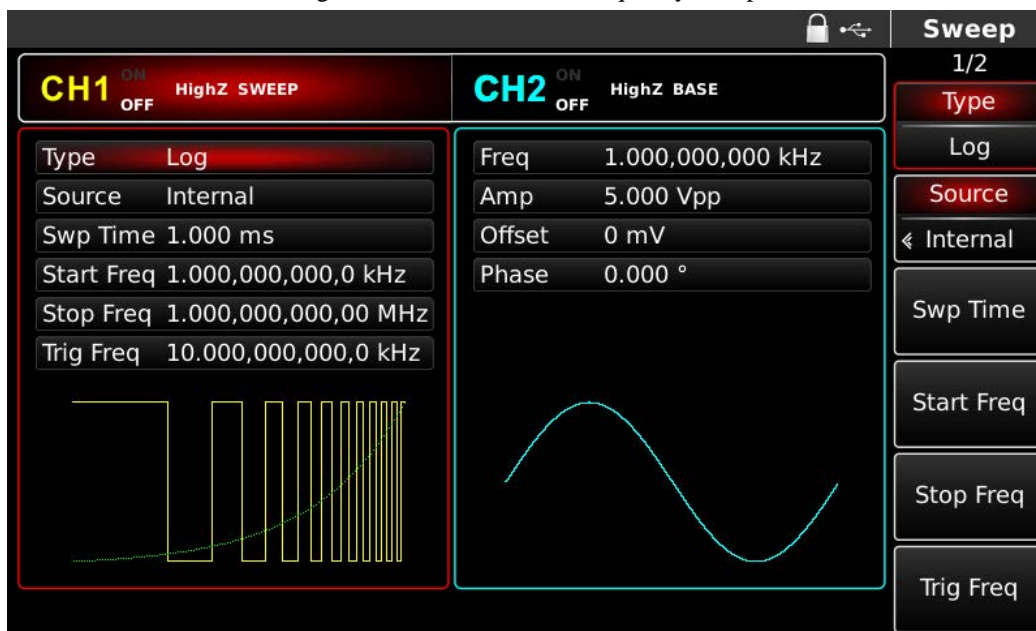 Sweep
1/2
CH1 ON OFF HighZ SWEEP
CH2 ON OFF HighZ BASE
Type Log
Source Internal
Swp Time 1.000 ms
Start Freq 1.000,000,000,0 kHz
Stop Freq 1.000,000,000,00 MHz
Trig Freq 10.000,000,000,0 kHz
Freq 1.000,000,000 kHz
Amp 5.000 Vpp
Offset 0 mV
Phase 0.000 °
Type
Log
Source
Internal
Swp Time
Start Freq
Stop Freq
Trig Freq